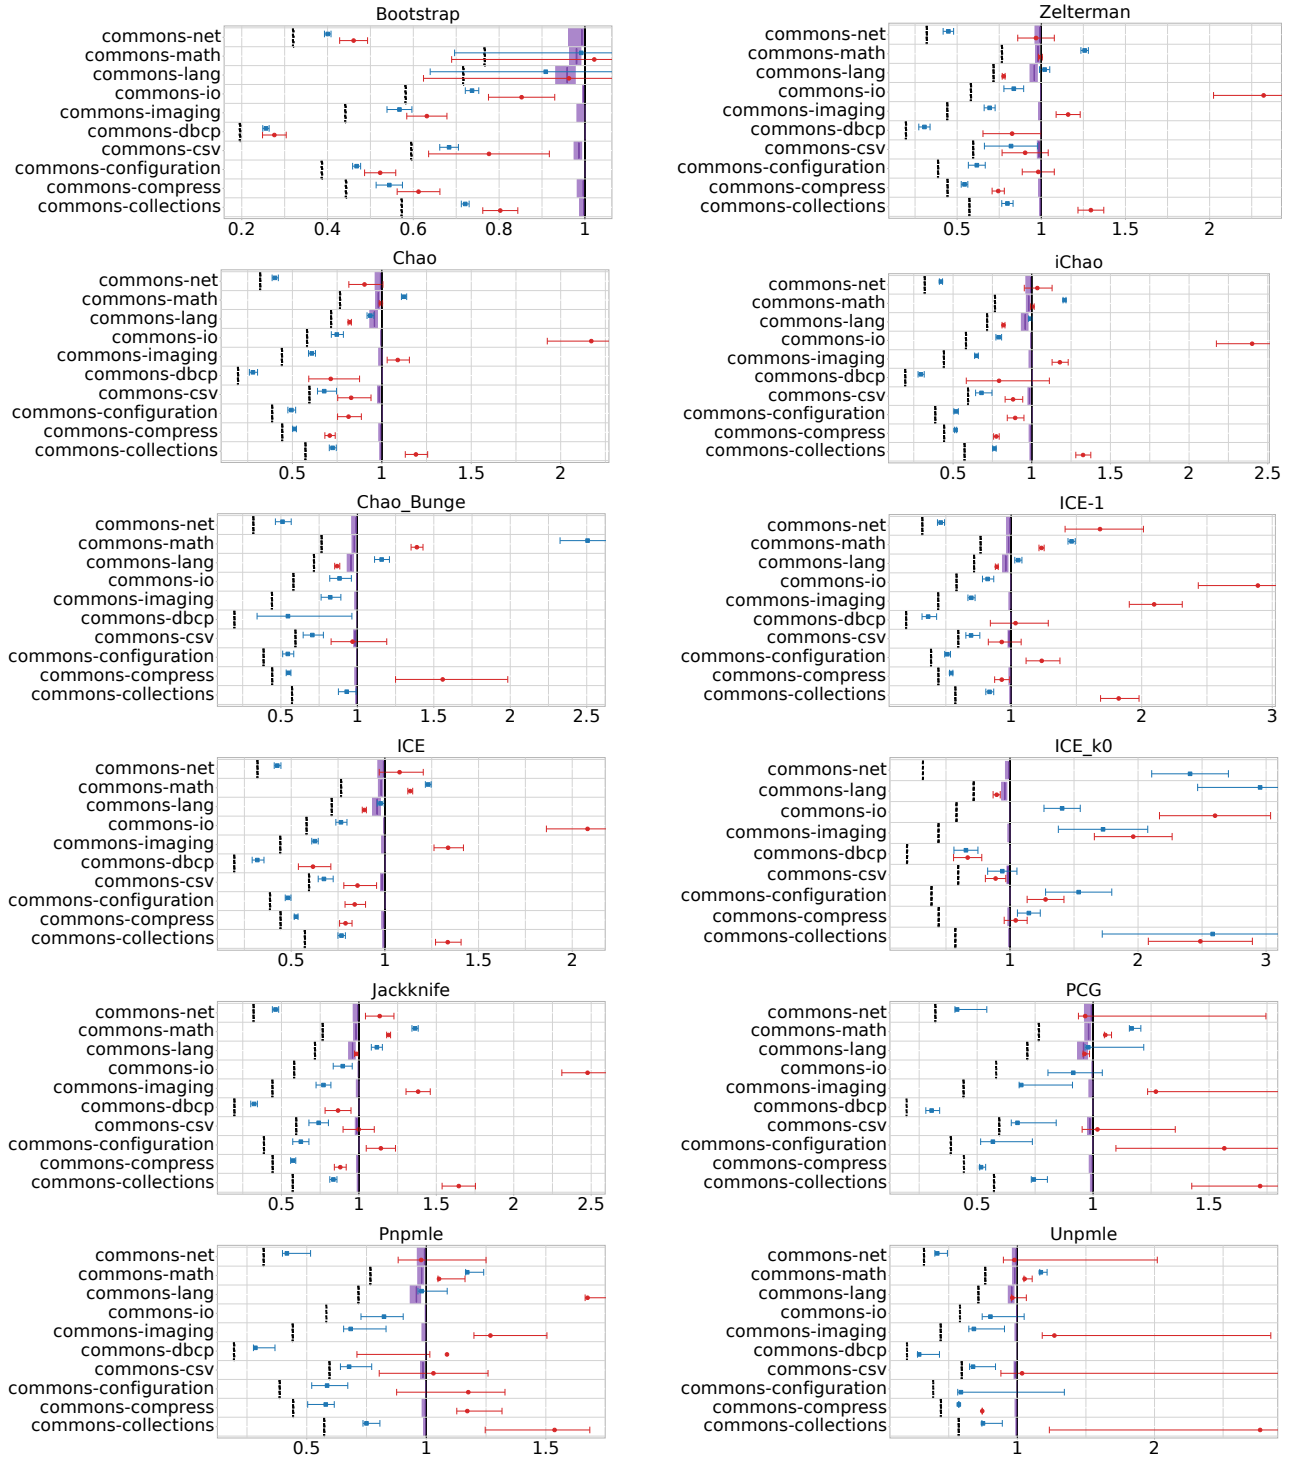 Bootstrap
commons-net
commons-math
commons-lang
commons-io
commons-imaging
commons-dbcp
commons-csv
commons-configuration
commons-compress
commons-collections
0.2 0.4 0.6 0.8 1
Zelterman
commons-net
commons-math
commons-lang
commons-io
commons-imaging
commons-dbcp
commons-csv
commons-configuration
commons-compress
commons-collections
0.5 1 1.5 2
Chao
commons-net
commons-math
commons-lang
commons-io
commons-imaging
commons-dbcp
commons-csv
commons-configuration
commons-compress
commons-collections
0.5 1 1.5 2
iChao
commons-net
commons-math
commons-lang
commons-io
commons-imaging
commons-dbcp
commons-csv
commons-configuration
commons-compress
commons-collections
0.5 1 1.5 2 2.5
Chao_Bunge
commons-net
commons-math
commons-lang
commons-io
commons-imaging
commons-dbcp
commons-csv
commons-configuration
commons-compress
commons-collections
0.5 1 1.5 2 2.5
ICE-1
commons-net
commons-math
commons-lang
commons-io
commons-imaging
commons-dbcp
commons-csv
commons-configuration
commons-compress
commons-collections
1 2 3
ICE
commons-net
commons-math
commons-lang
commons-io
commons-imaging
commons-dbcp
commons-csv
commons-configuration
commons-compress
commons-collections
0.5 1 1.5 2
ICE_k0
commons-net
commons-lang
commons-io
commons-imaging
commons-dbcp
commons-csv
commons-configuration
commons-compress
commons-collections
1 2 3
Jackknife
commons-net
commons-math
commons-lang
commons-io
commons-imaging
commons-dbcp
commons-csv
commons-configuration
commons-compress
commons-collections
0.5 1 1.5 2 2.5
PCG
commons-net
commons-math
commons-lang
commons-io
commons-imaging
commons-dbcp
commons-csv
commons-configuration
commons-compress
commons-collections
0.5 1 1.5
Pnpmle
commons-net
commons-math
commons-lang
commons-io
commons-imaging
commons-dbcp
commons-csv
commons-configuration
commons-compress
commons-collections
0.5 1 1.5
Unpmle
commons-net
commons-math
commons-lang
commons-io
commons-imaging
commons-dbcp
commons-csv
commons-configuration
commons-compress
commons-collections
1 2